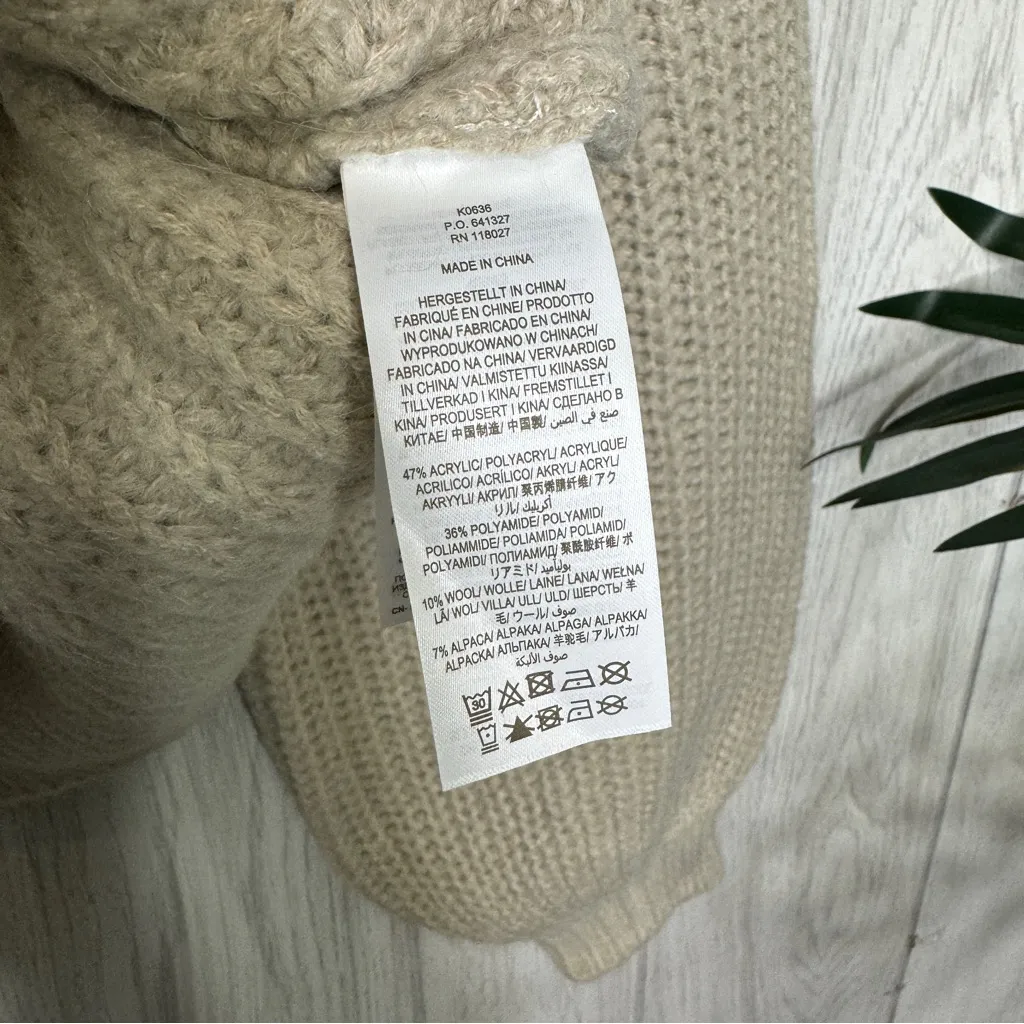 K0636
P.O. 641327
RN 118027
MADE IN CHINA
HERGESTELLT IN CHINA/
FABRIQUÉ EN CHINE/ PRODOTTO
IN CINA/ FABRICADO EN CHINA/
WYPRODUKOWANO W CHINACH/
FABRICADO NA CHINA/ VERVAARDIGD
IN CHINA/ VALMISTETTU KIINASSA/
TILLVERKAD I KINA/ FREMSTILLET I
KINA/ PRODUSERT I KINA/ СДЕЛАНО В
КИТАЕ/ 中国制造/ 中国製/ صنع في الصين
47% ACRYLIC/ POLYACRYL/ ACRYLIQUE/
ACRILICO/ ACRÍLICO/ AKRYL/ ACRYL/
AKRYYLI/ АКРИЛ/ 聚丙烯腈纤维/ アク
リル/ أكريليك
36% POLYAMIDE/ POLYAMID/
POLIAMMIDE/ POLIAMIDA/ POLIAMID/
POLYAMIDI/ ПОЛИАМИД/ 聚酰胺纤维/ ポ
リアミド/ بولياميد
10% WOOL/ WOLLE/ LAINE/ LANA/ WEŁNA/
LÃ/ WOL/ VILLA/ ULL/ ULD/ ШЕРСТЬ/ 羊
毛/ ウール/ صوف
7% ALPACA/ ALPAKA/ ALPAGA/ ALPAKKA/
ALPACKA/ АЛЬПАКА/ 羊驼毛/ アルパカ/
صوف الألبكة
30
CN-